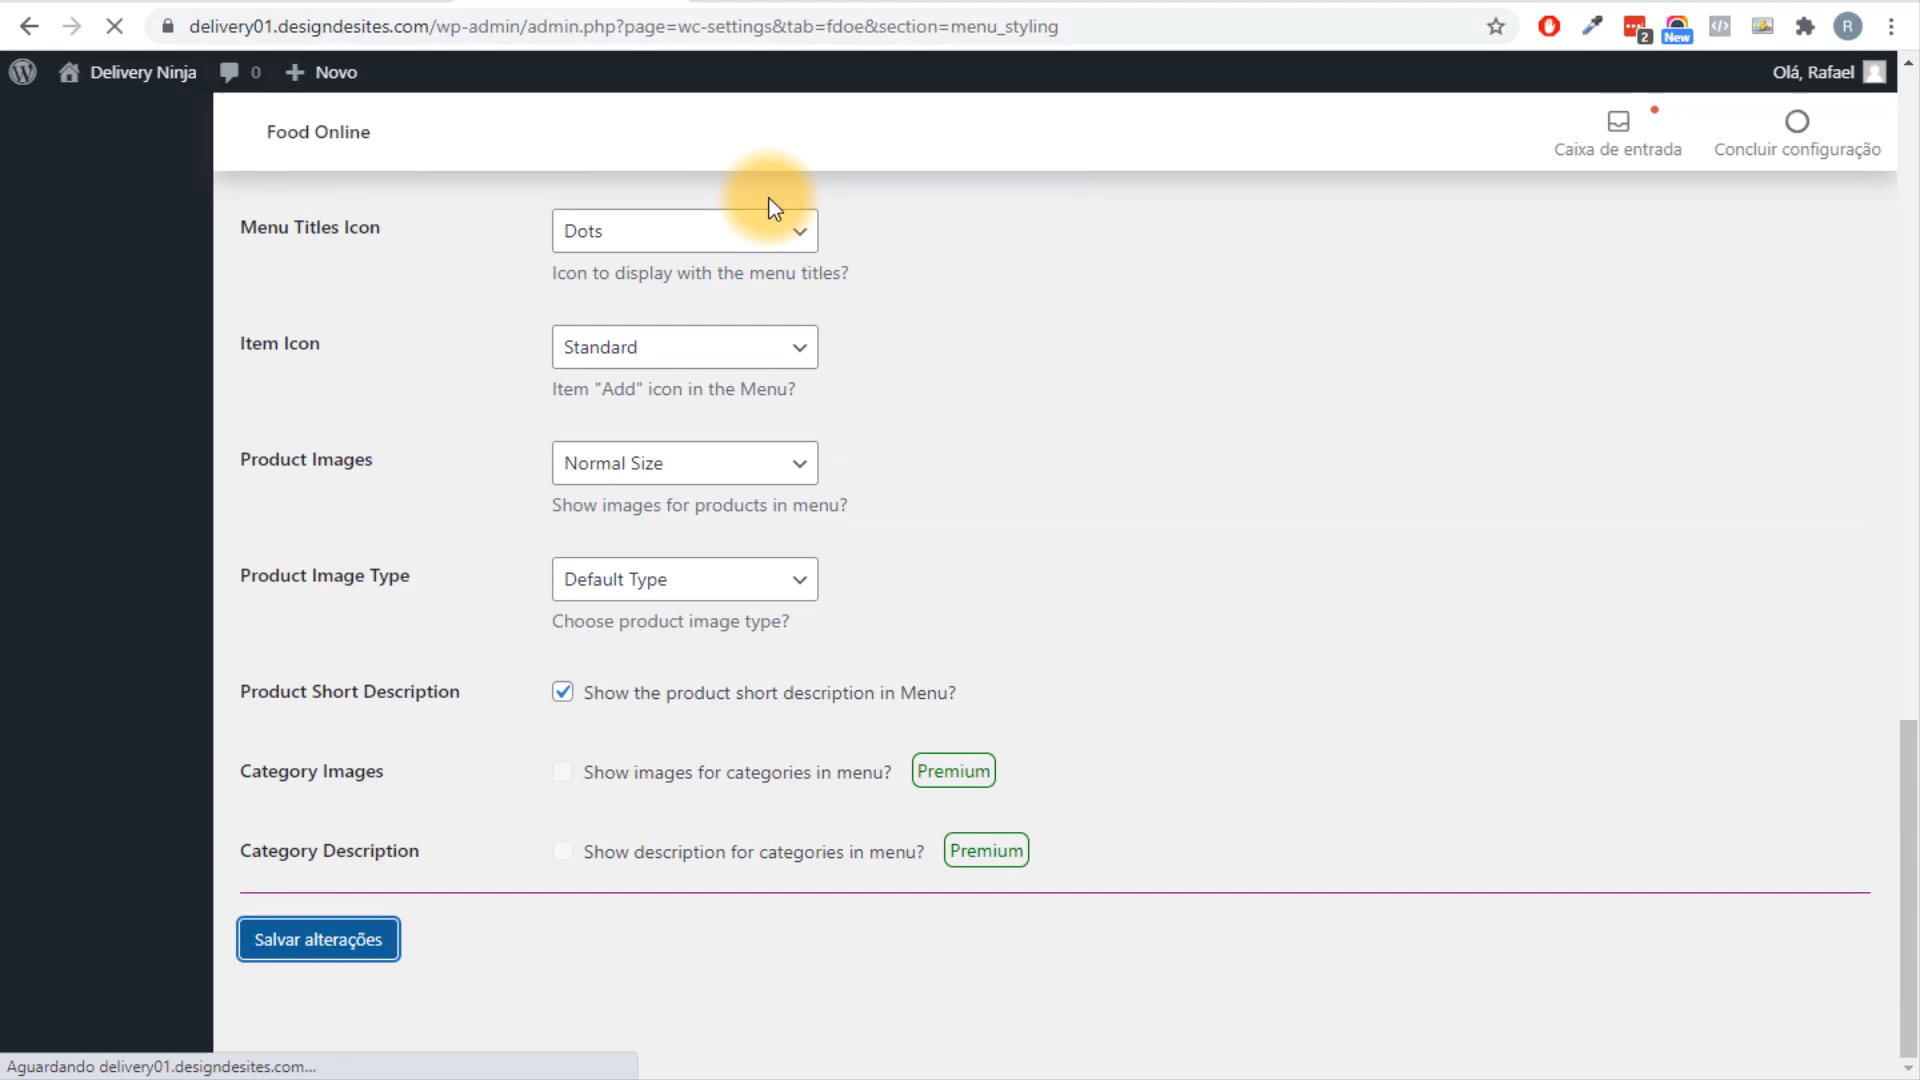 delivery01.designdesites.com/wp-admin/admin.php?page=wc-settings&tab=fdoe&section=menu_styling
2
New
R
Delivery Ninja
0
Novo
Olá, Rafael
Food Online
Caixa de entrada
Concluir configuração
Menu Titles Icon
Dots
Icon to display with the menu titles?
Item Icon
Standard
Item "Add" icon in the Menu?
Product Images
Normal Size
Show images for products in menu?
Product Image Type
Default Type
Choose product image type?
Product Short Description
Show the product short description in Menu?
Category Images
Show images for categories in menu?
Premium
Category Description
Show description for categories in menu?
Premium
Salvar alterações
Aguardando delivery01.designdesites.com...